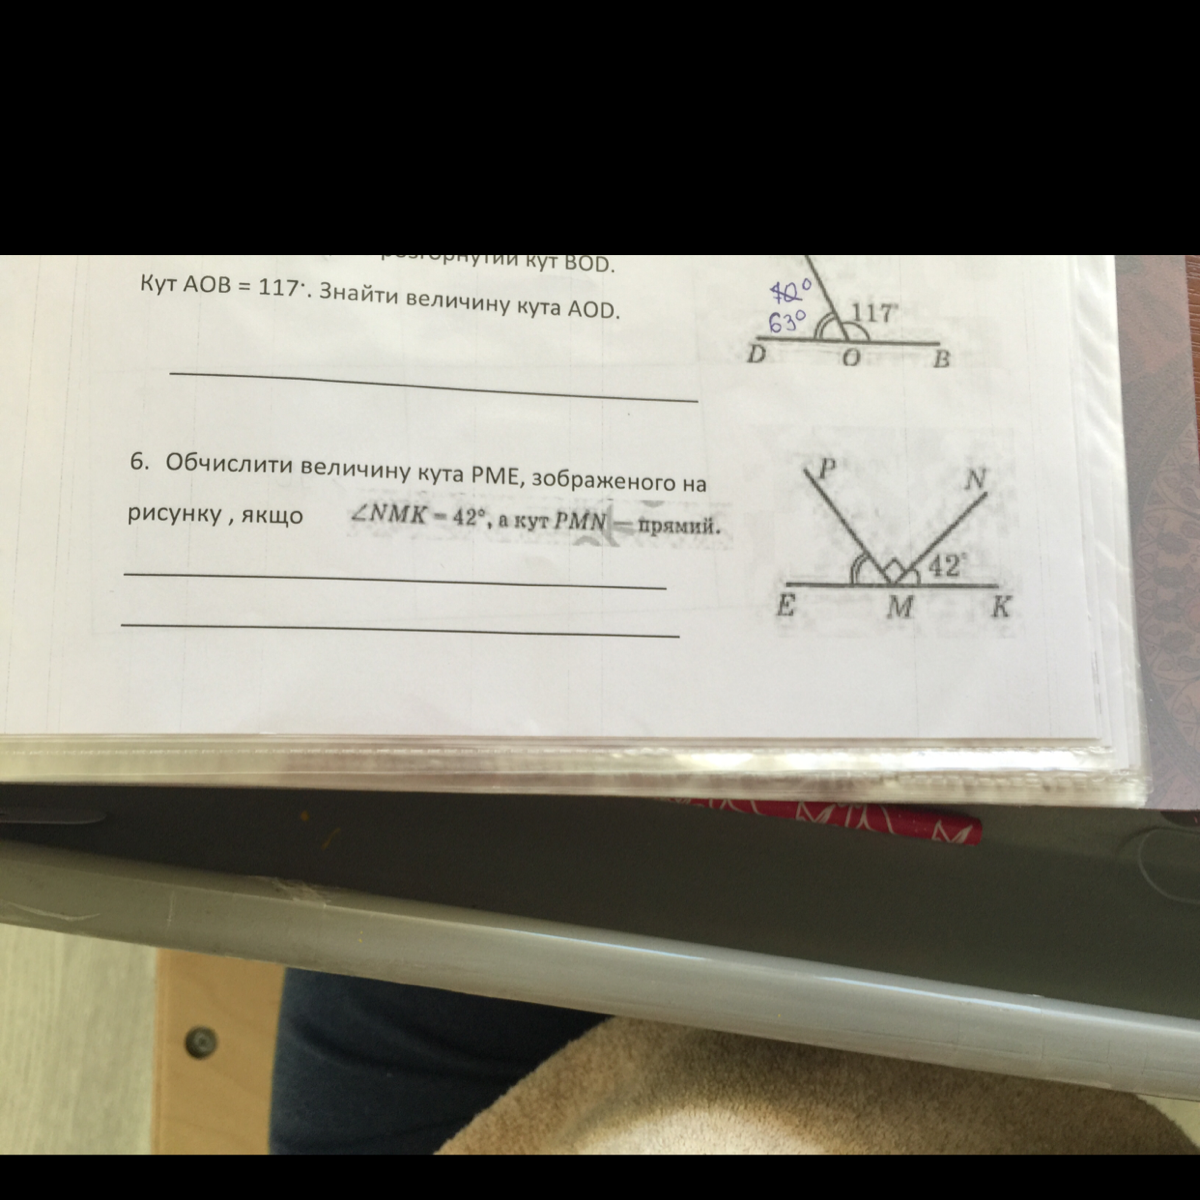 розгорнутий кут BOD.
Кут AOB = 117°. Знайти величину кута AOD.
63°
117°
D O B
6. Обчислити величину кута PME, зображеного на
рисунку , якщо ∠NMK = 42°, а кут PMN — прямий.
P N
42°
E M K